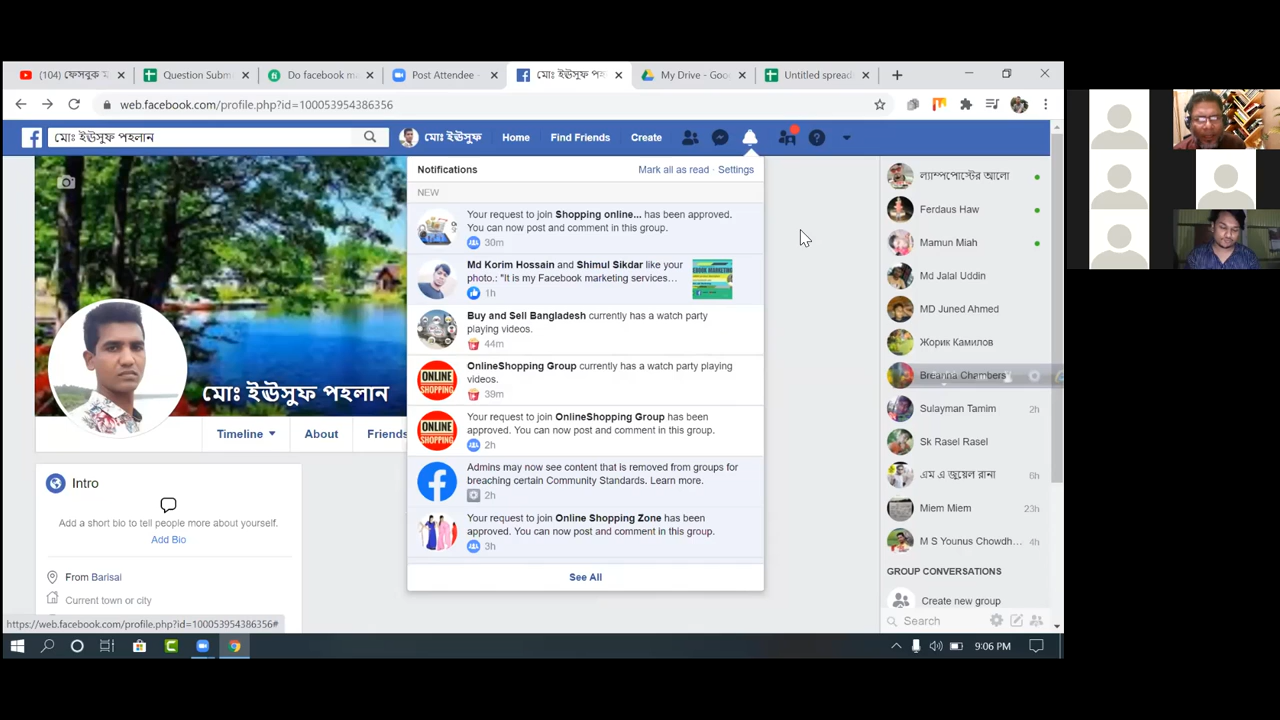 (104) ফেসবুক ম
Question Subm
Do facebook ma
Post Attendee -
মোঃ ইঊসুফ পহ
My Drive - Goo
Untitled spread
web.facebook.com/profile.php?id=100053954386356
মোঃ ইঊসুফ পহলান
মোঃ ইঊসুফ
Home
Find Friends
Create
Notifications
Mark all as read · Settings
NEW
Your request to join Shopping online... has been approved.
You can now post and comment in this group.
30m
Md Korim Hossain and Shimul Sikdar like your
photo.: "It is my Facebook marketing services...
1h
Buy and Sell Bangladesh currently has a watch party
playing videos.
44m
OnlineShopping Group currently has a watch party playing
videos.
39m
ONLINE
SHOPPING
Your request to join OnlineShopping Group has been
approved. You can now post and comment in this group.
2h
ONLINE
SHOPPING
Admins may now see content that is removed from groups for
breaching certain Community Standards. Learn more.
2h
Your request to join Online Shopping Zone has been
approved. You can now post and comment in this group.
3h
See All
মোঃ ইঊসুফ পহলান
Timeline
About
Friends
Intro
Add a short bio to tell people more about yourself.
Add Bio
From Barisal
Current town or city
https://web.facebook.com/profile.php?id=100053954386356#
ল্যাম্পপোস্টের আলো
Ferdaus Haw
Mamun Miah
Md Jalal Uddin
MD Juned Ahmed
Жорик Камилов
Breanna Chambers
Sulayman Tamim 2h
Sk Rasel Rasel
এম এ জুয়েল রানা 6h
Miem Miem 23h
M S Younus Chowdh... 4h
GROUP CONVERSATIONS
Create new group
Search
9:06 PM